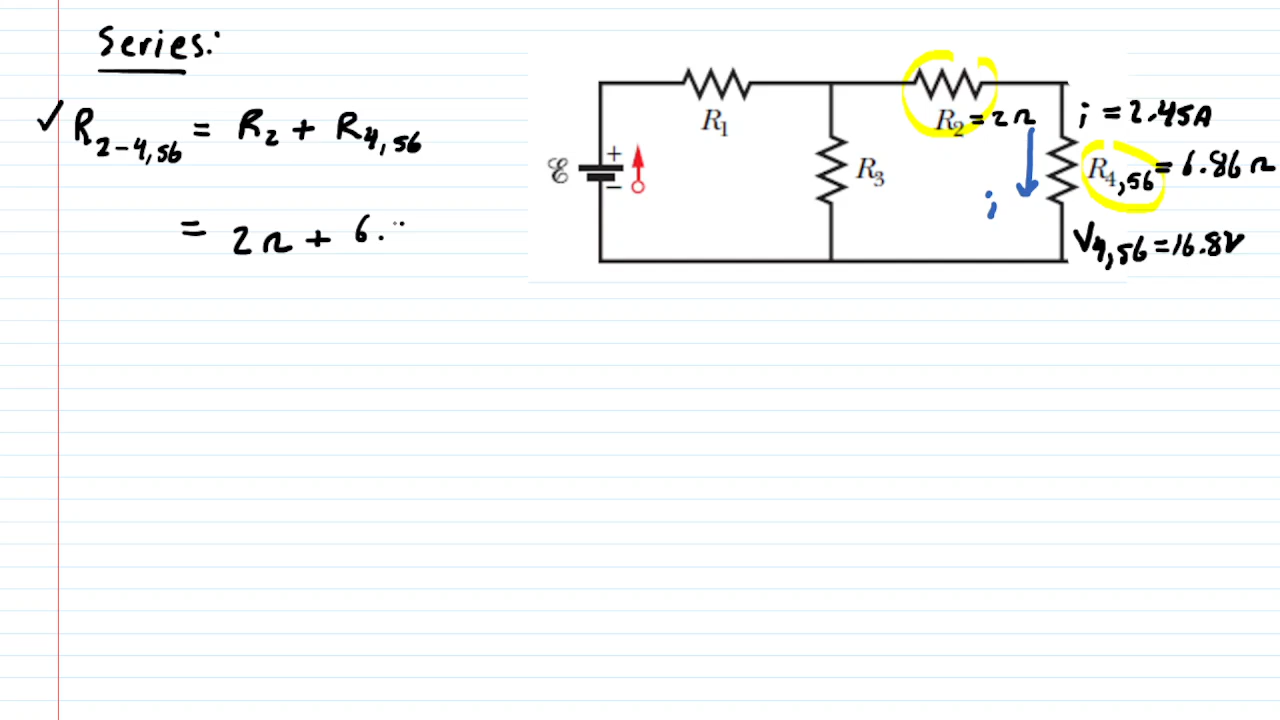 Series:
✓ R₂₋₄,₅₆ = R₂ + R₄,₅₆
= 2Ω + 6.
R₁
R₂ = 2Ω
i = 2.45A
ℰ + −
R₃
R₄,₅₆ = 6.86Ω
i
V₄,₅₆ = 16.8V